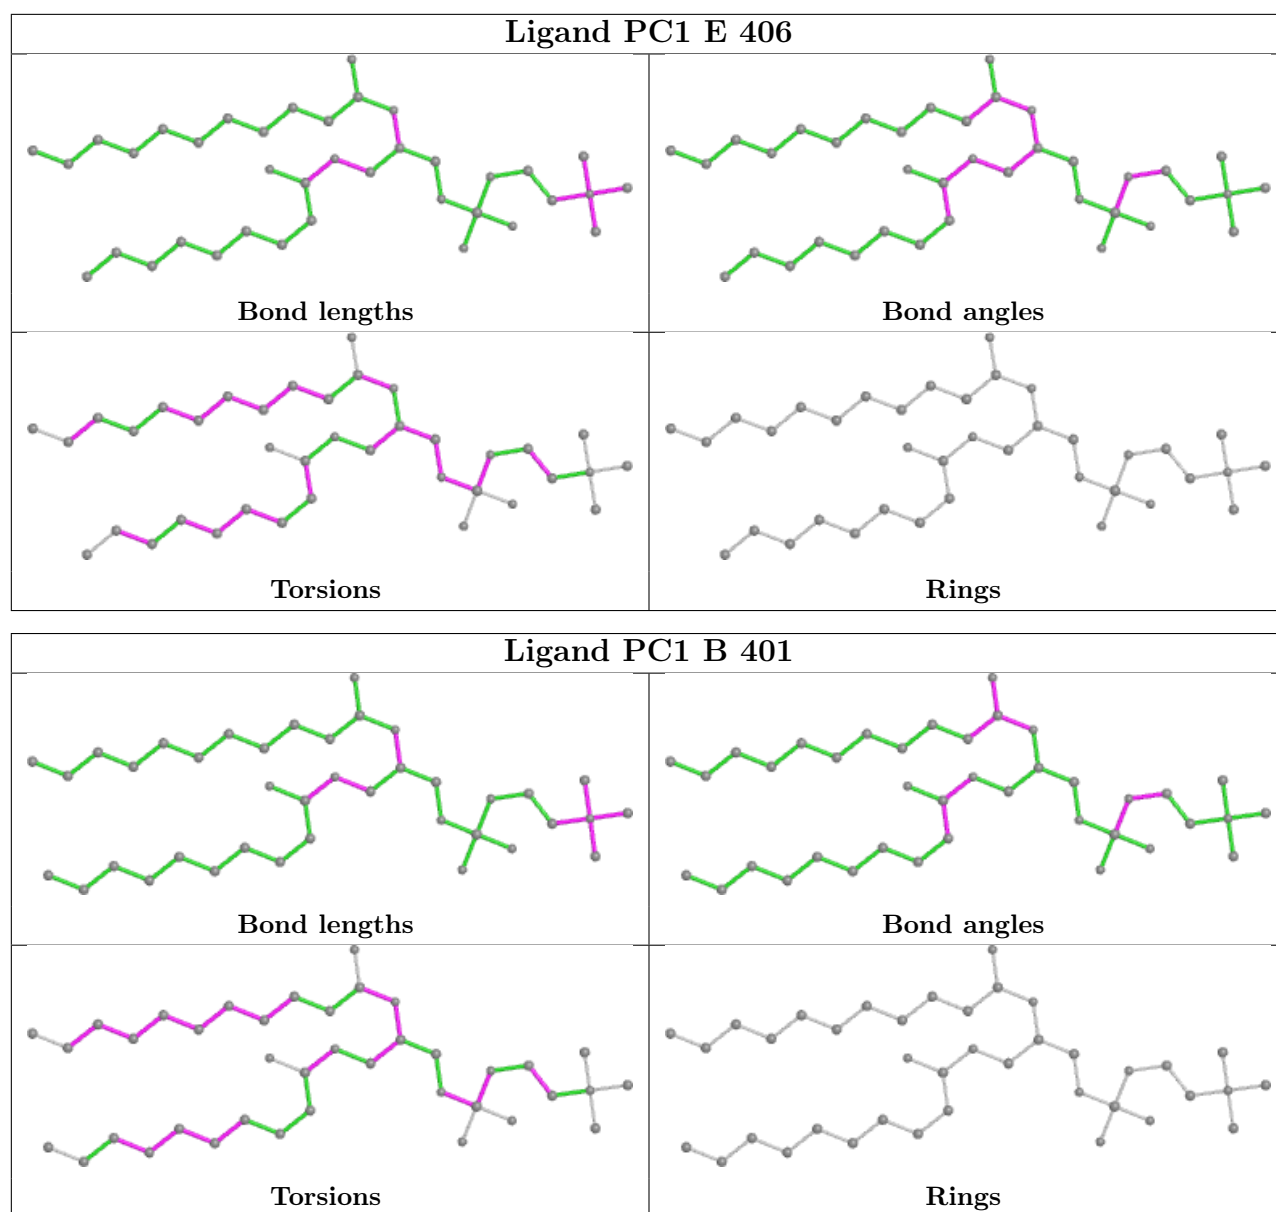 Ligand PC1 E 406
Bond lengths
Bond angles
Torsions
Rings
Ligand PC1 B 401
Bond lengths
Bond angles
Torsions
Rings